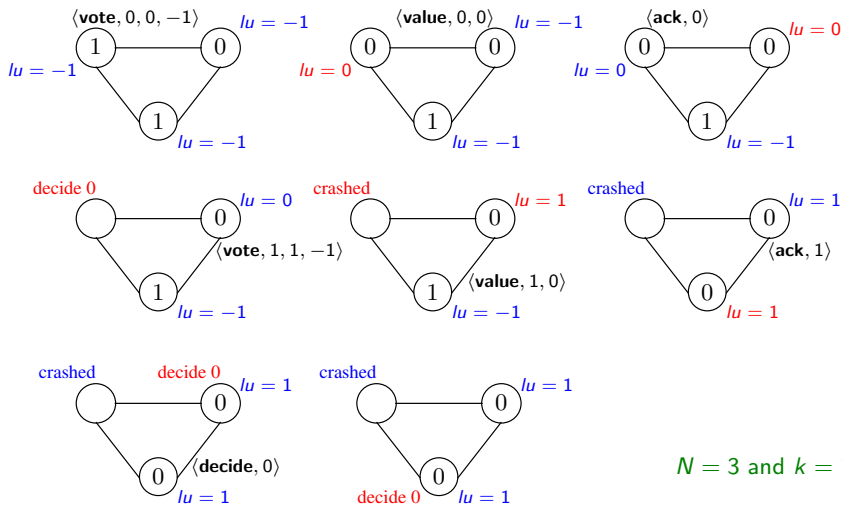 ⟨vote, 0, 0, −1⟩ lu = −1
1 0
lu = −1
1
lu = −1
⟨value, 0, 0⟩ lu = −1
0 0
lu = 0
1
lu = −1
⟨ack, 0⟩ lu = 0
0 0
lu = 0
1
lu = −1
decide 0 lu = 0
0
⟨vote, 1, 1, −1⟩
1
lu = −1
crashed lu = 1
0
⟨value, 1, 0⟩
1
lu = −1
crashed lu = 1
0
⟨ack, 1⟩
0
lu = 1
crashed decide 0 lu = 1
0
⟨decide, 0⟩
0
lu = 1
crashed lu = 1
0
0
decide 0 lu = 1
N = 3 and k =